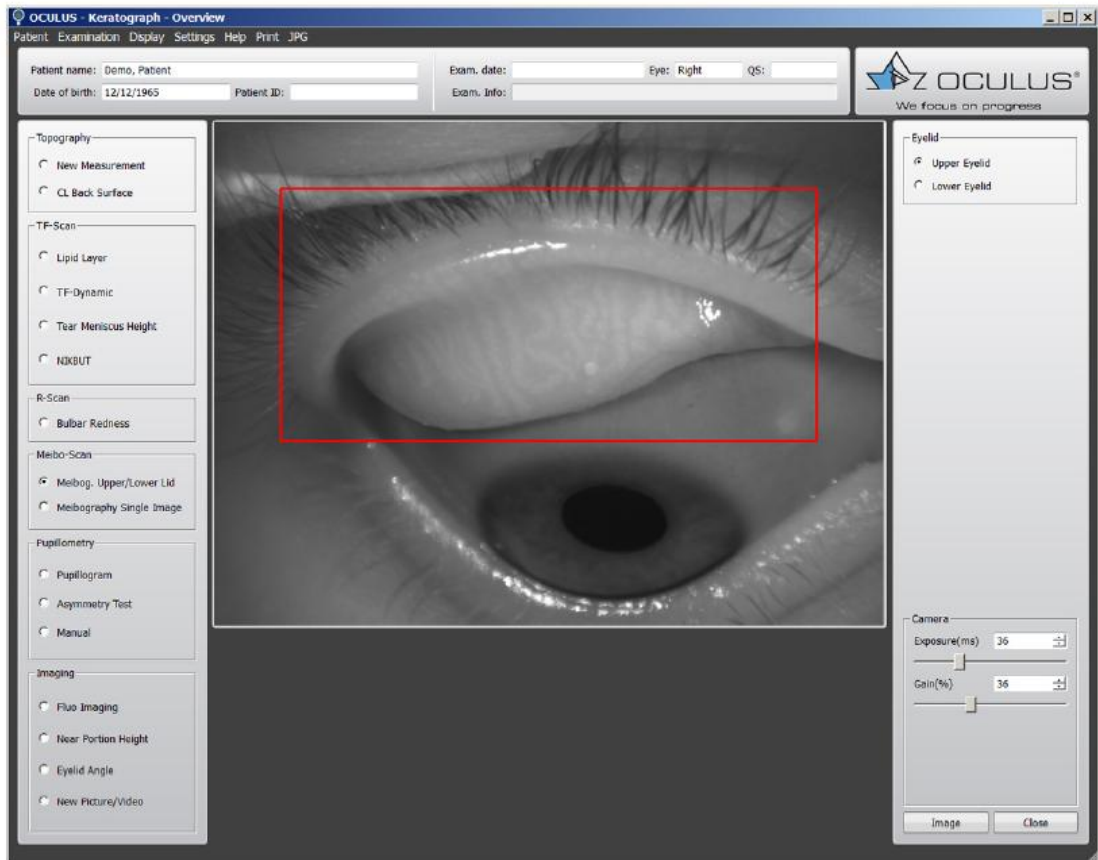 OCULUS - Keratograph - Overview
Patient Examination Display Settings Help Print JPG
Patient name: Demo, Patient
Date of birth: 12/12/1965 Patient ID:
Exam. date: Eye: Right QS:
Exam. Info:
OCULUS®
We focus on progress
Topography
New Measurement
CL Back Surface
TF-Scan
Lipid Layer
TF-Dynamic
Tear Meniscus Height
NIKBUT
R-Scan
Bulbar Redness
Meibo-Scan
Meibog. Upper/Lower Lid
Meibography Single Image
Pupillometry
Pupillogram
Asymmetry Test
Manual
Imaging
Fluo Imaging
Near Portion Height
Eyelid Angle
New Picture/Video
Eyelid
Upper Eyelid
Lower Eyelid
Camera
Exposure(ms) 36
Gain(%) 36
Image Close